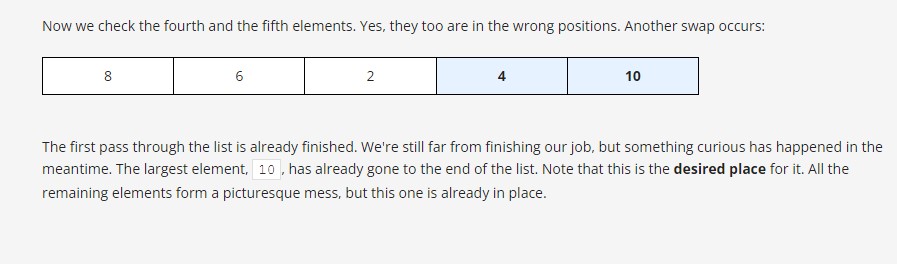 Now we check the fourth and the fifth elements. Yes, they too are in the wrong positions. Another swap occurs:
8 6 2 4 10
The first pass through the list is already finished. We're still far from finishing our job, but something curious has happened in the
meantime. The largest element, 10 , has already gone to the end of the list. Note that this is the desired place for it. All the
remaining elements form a picturesque mess, but this one is already in place.